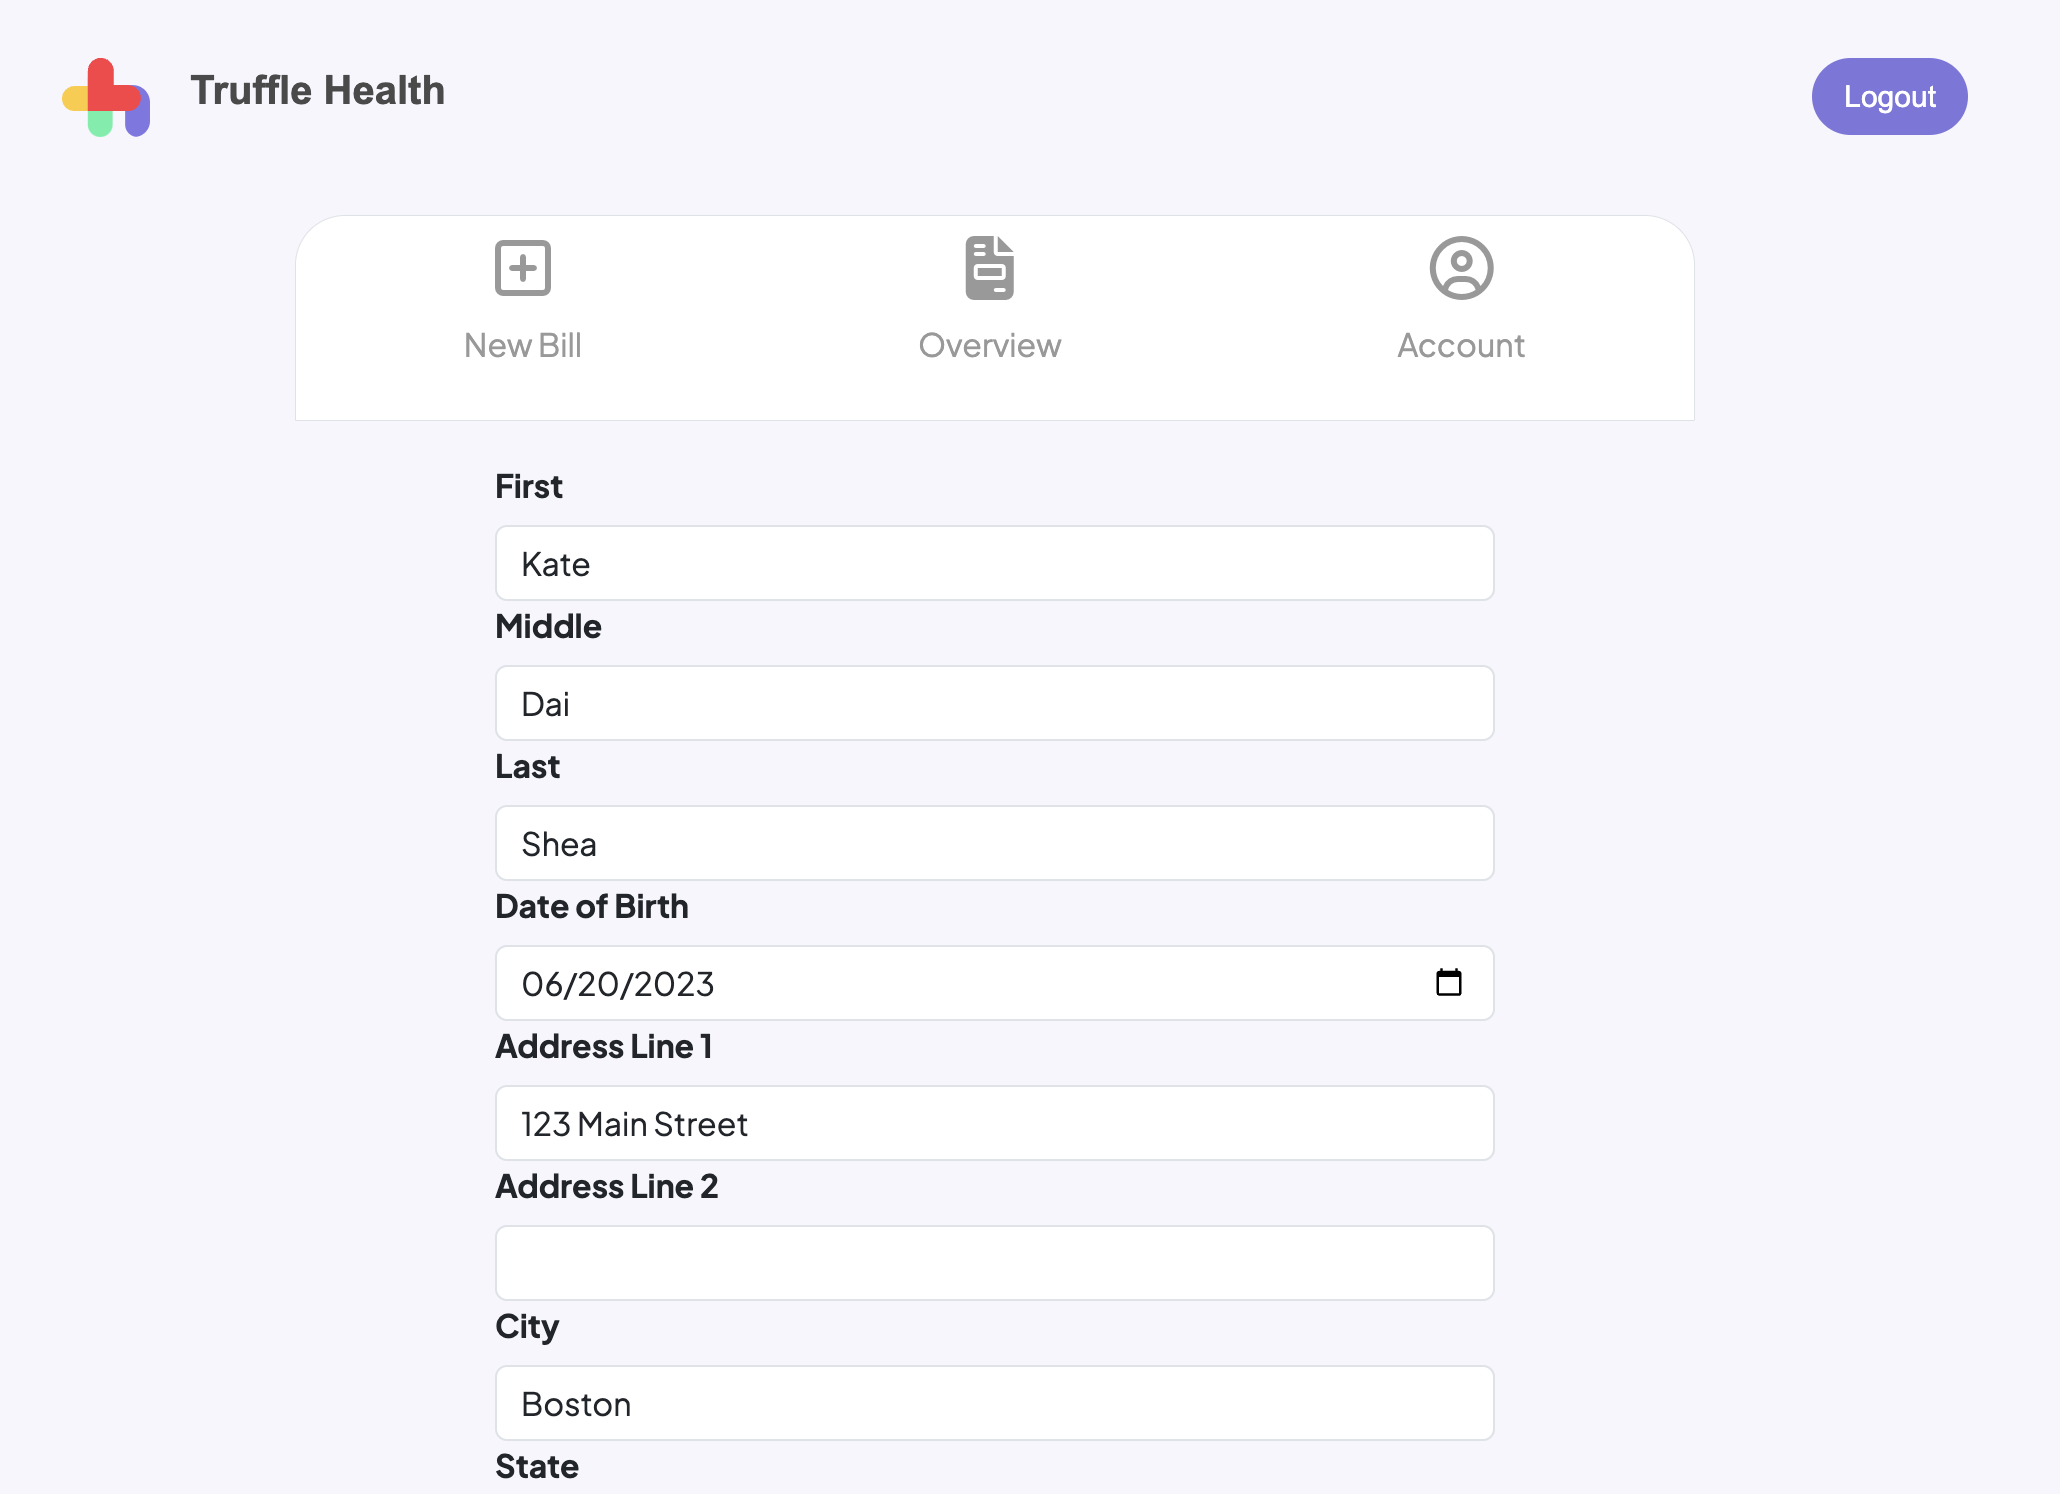 Truffle Health
Logout
New Bill
Overview
Account
First
Kate
Middle
Dai
Last
Shea
Date of Birth
06/20/2023
Address Line 1
123 Main Street
Address Line 2
City
Boston
State